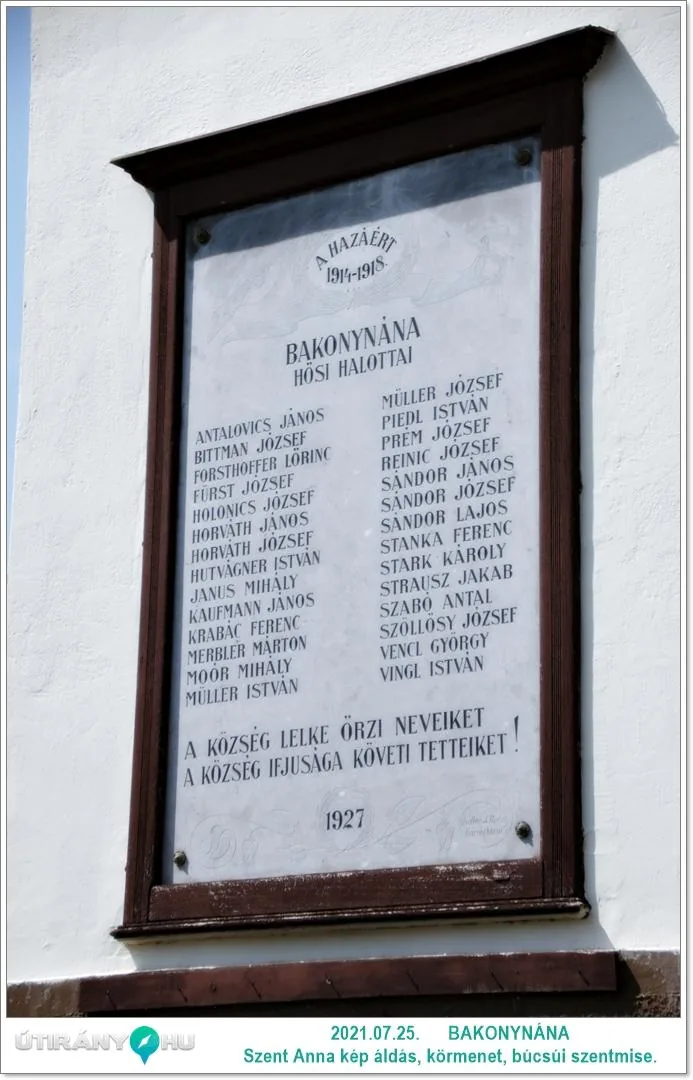 A HAZÁÉRT
1914-1918.
BAKONYNÁNA
HŐSI HALOTTAI
ANTALOVICS JÁNOS
BITTMAN JÓZSEF
FORSTHOFFER LŐRINC
FÜRST JÓZSEF
HOLONICS JÓZSEF
HORVÁTH JÁNOS
HORVÁTH JÓZSEF
HUTVÁGNER ISTVÁN
JANUS MIHÁLY
KAUFMANN JÁNOS
KRABÁC FERENC
MERBLER MÁRTON
MOÓR MIHÁLY
MÜLLER ISTVÁN
MÜLLER JÓZSEF
PIEDL ISTVÁN
PRÉM JÓZSEF
REINIC JÓZSEF
SÁNDOR JÁNOS
SÁNDOR JÓZSEF
SÁNDOR LAJOS
STANKA FERENC
STARK KÁROLY
STRAUSZ JAKAB
SZABÓ ANTAL
SZÖLLŐSY JÓZSEF
VENCL GYÖRGY
VINGL ISTVÁN
A KÖZSÉG LELKE ŐRZI NEVEIKET
A KÖZSÉG IFJUSÁGA KÖVETI TETTEIKET!
1927
ÚTIRÁNY HU
2021.07.25. BAKONYNÁNA
Szent Anna kép áldás, körmenet, búcsúi szentmise.